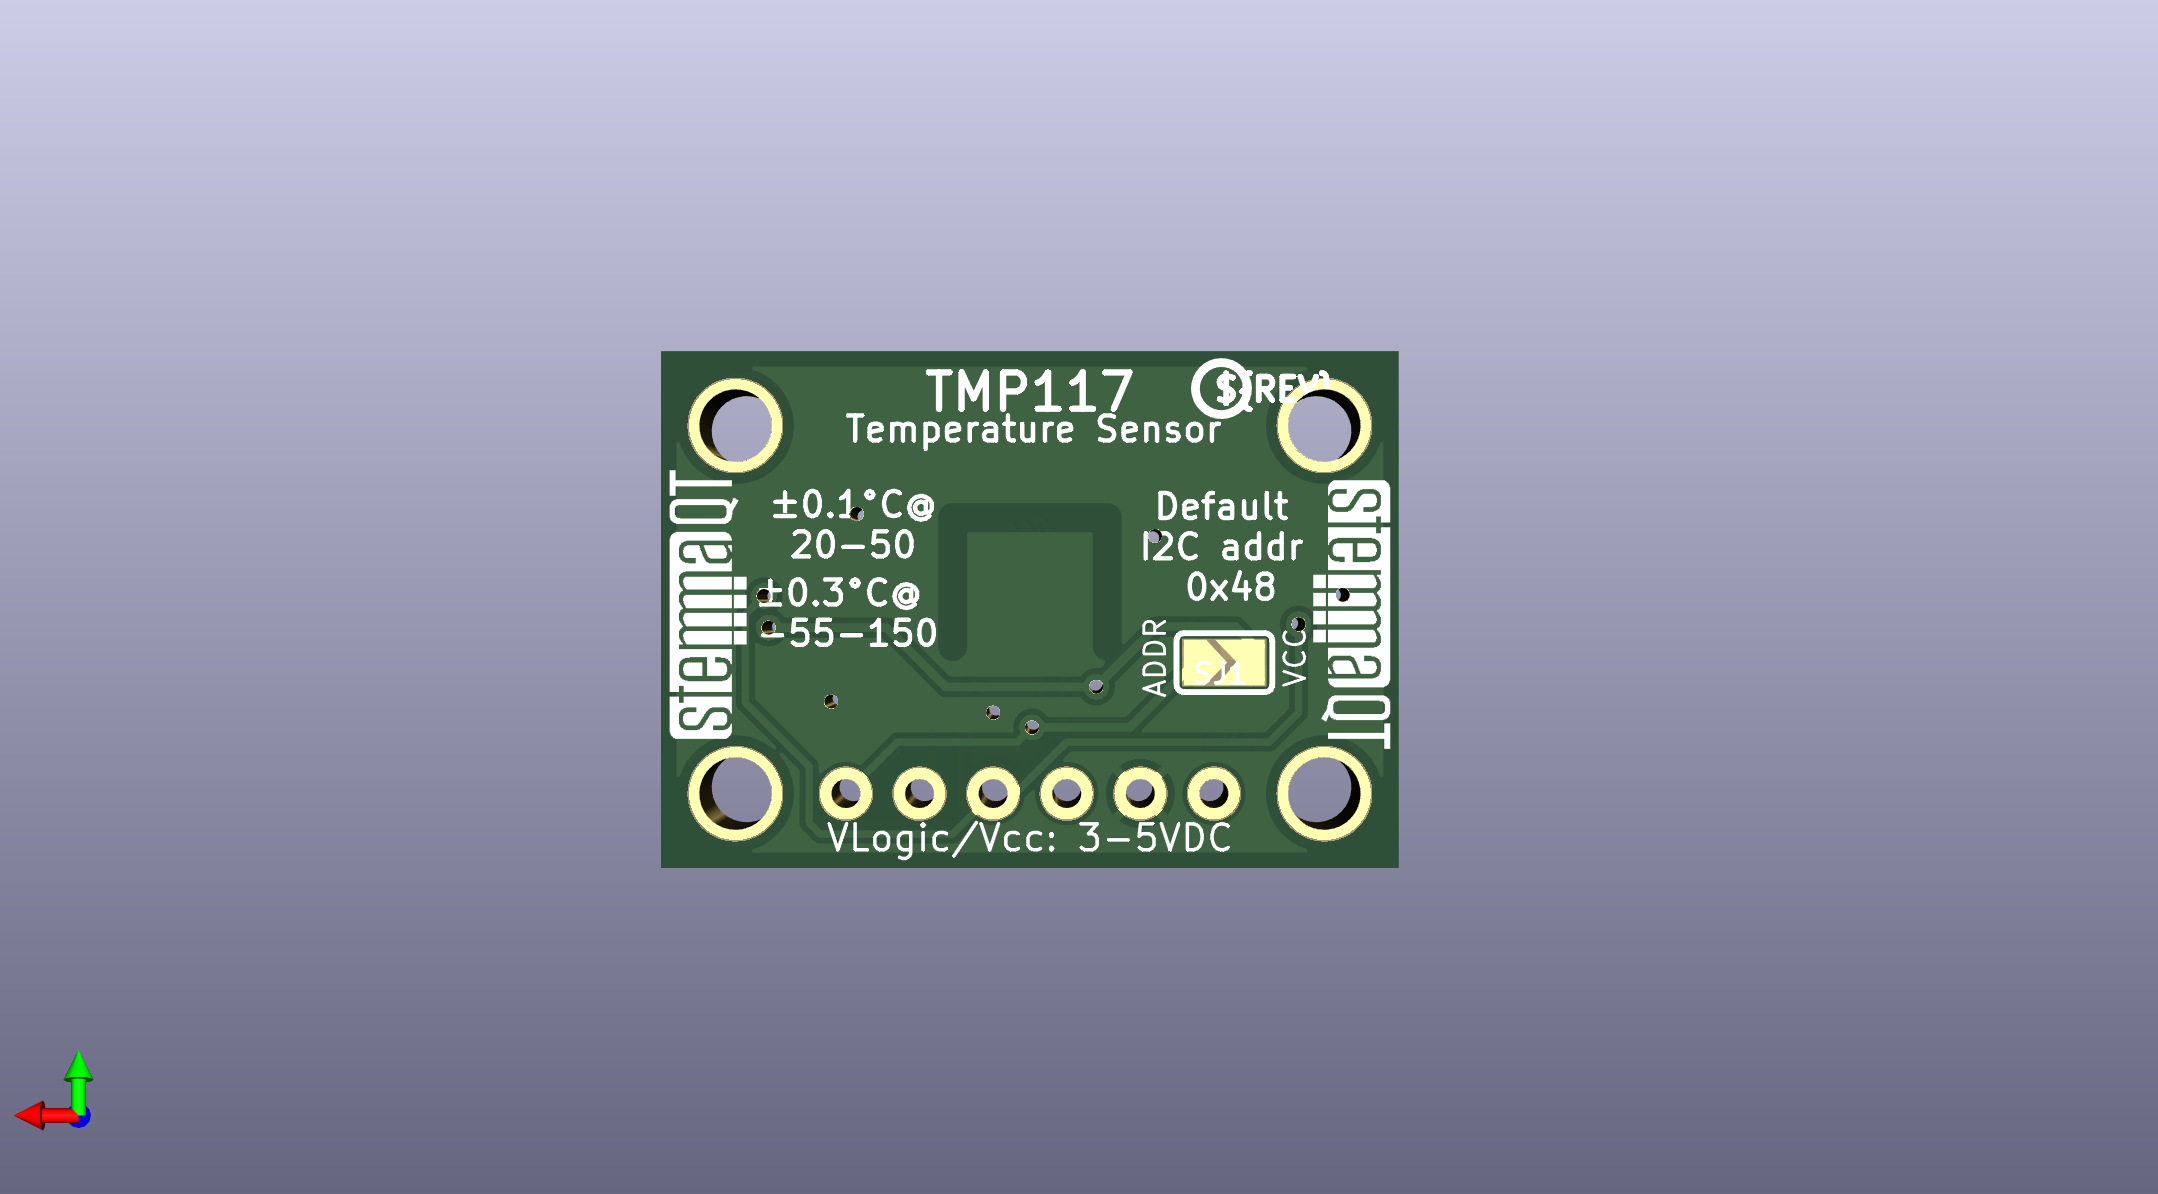 TMP117
${REV}
Temperature Sensor
±0.1°C@
20-50
±0.3°C@
-55-150
Default
I2C addr
0x48
ADDR
SJ1
VCC
stemmaQT
stemmaQT
VLogic/Vcc: 3-5VDC